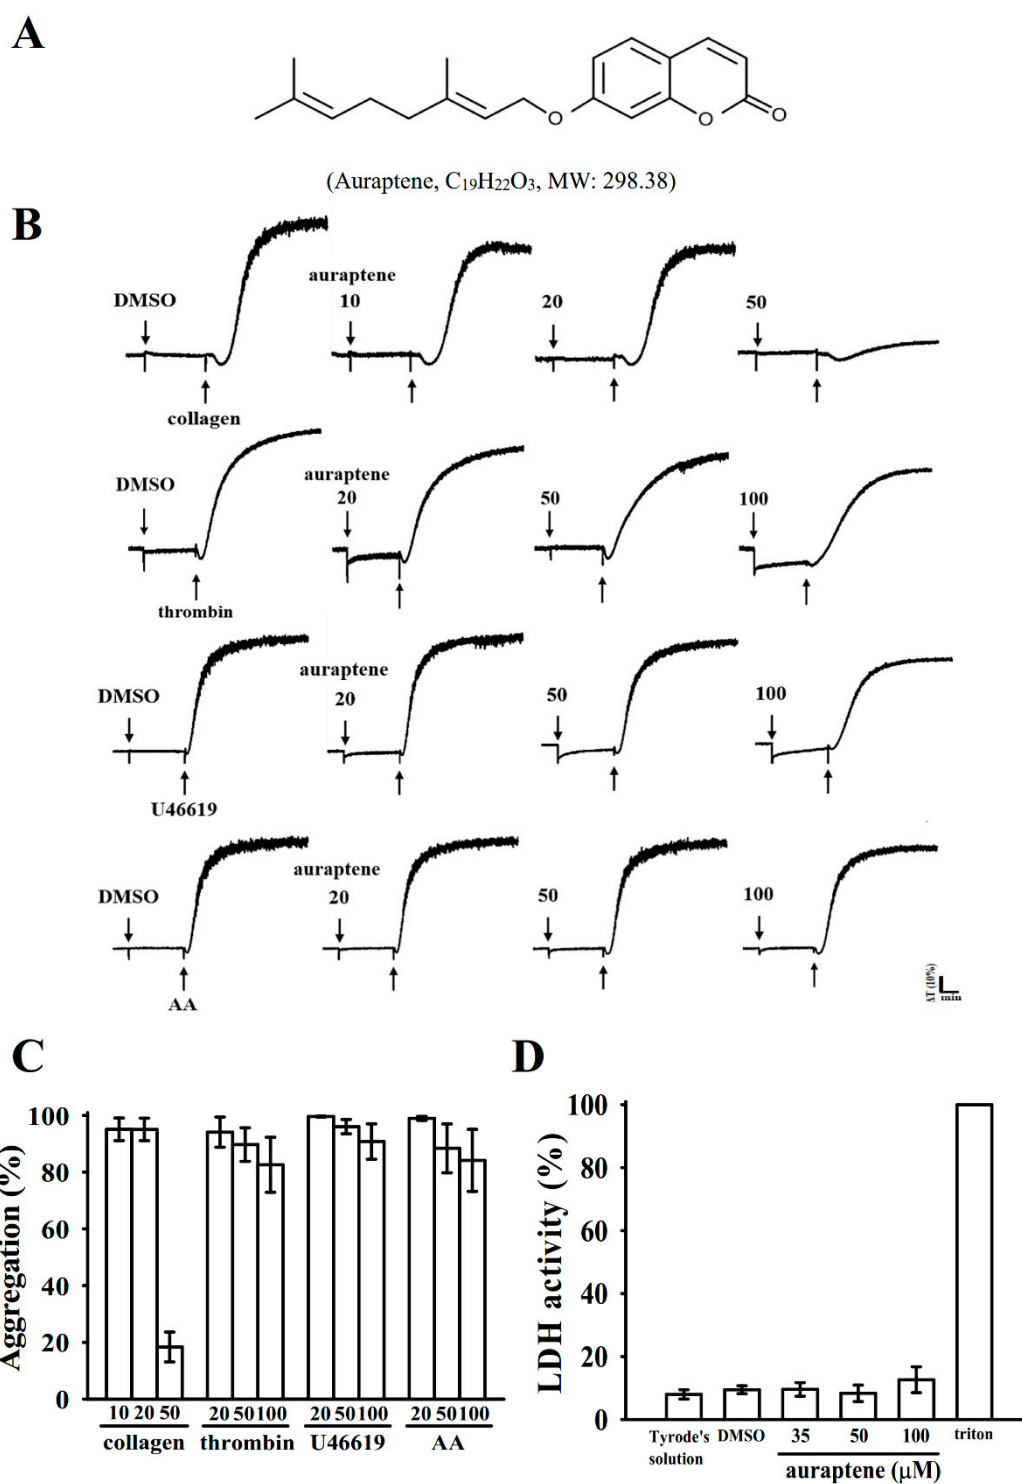 A
O
O
O
(Auraptene, C₁₉H₂₂O₃, MW: 298.38)
B
auraptene
DMSO 10 20 50
collagen
DMSO auraptene
20 50 100
thrombin
auraptene
DMSO 20 50 100
U46619
auraptene
DMSO 20 50 100
AA
ΔT (10%)
min
C
Aggregation (%)
100
80
60
40
20
0
10 20 50 20 50 100 20 50 100 20 50 100
collagen thrombin U46619 AA
D
LDH activity (%)
100
80
60
40
20
0
Tyrode's solution DMSO 35 50 100 triton
auraptene (μM)